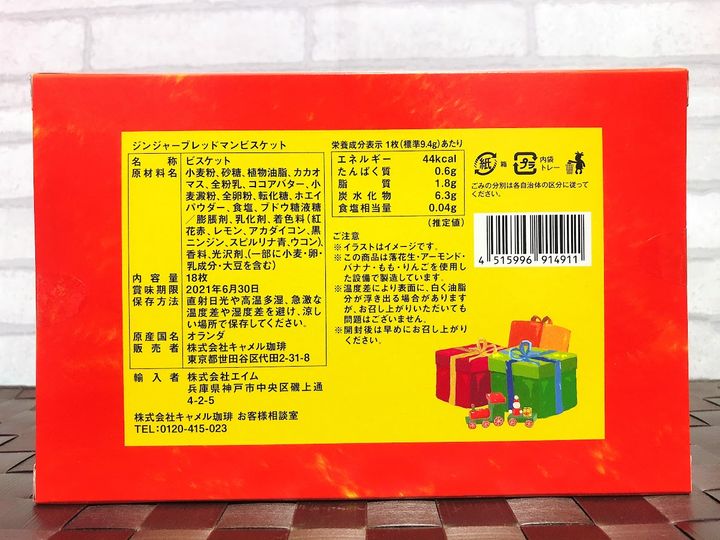 ジンジャーブレッドマンビスケット
名称 ビスケット
原材料名 小麦粉、砂糖、植物油脂、カカオ
マス、全粉乳、ココアバター、小
麦澱粉、全卵粉、転化糖、ホエイ
パウダー、食塩、ブドウ糖液糖
／膨脹剤、乳化剤、着色料(紅
花赤、レモン、アカダイコン、黒
ニンジン、スピルリナ青、ウコン)、
香料、光沢剤、(一部に小麦・卵・
乳成分・大豆を含む)
内容量 18枚
賞味期限 2021年6月30日
保存方法 直射日光や高温多湿、急激な
温度差や湿度差を避け、涼し
い場所で保存してください。
原産国名 オランダ
販売者 株式会社キャメル珈琲
東京都世田谷区代田2-31-8
輸入者 株式会社エイム
兵庫県神戸市中央区磯上通
4-2-5
株式会社キャメル珈琲 お客様相談室
TEL:0120-415-023
栄養成分表示 1枚(標準9.4g)あたり
エネルギー 44kcal
たんぱく質 0.6g
脂質 1.8g
炭水化物 6.3g
食塩相当量 0.04g
(推定値)
ご注意
※イラストはイメージです。
※この商品は落花生・アーモンド・
バナナ・もも・りんごを使用し
た設備で製造しています。
※温度差により表面に、白く油脂
分が浮き出る場合があります
が、お召し上がりいただいても
問題はございません。
※開封後は早めにお召し上がり
ください。
紙 箱 プラ 内袋
トレー
ごみの分別は各自治体の区分に従って
ください。
4 515996 914911